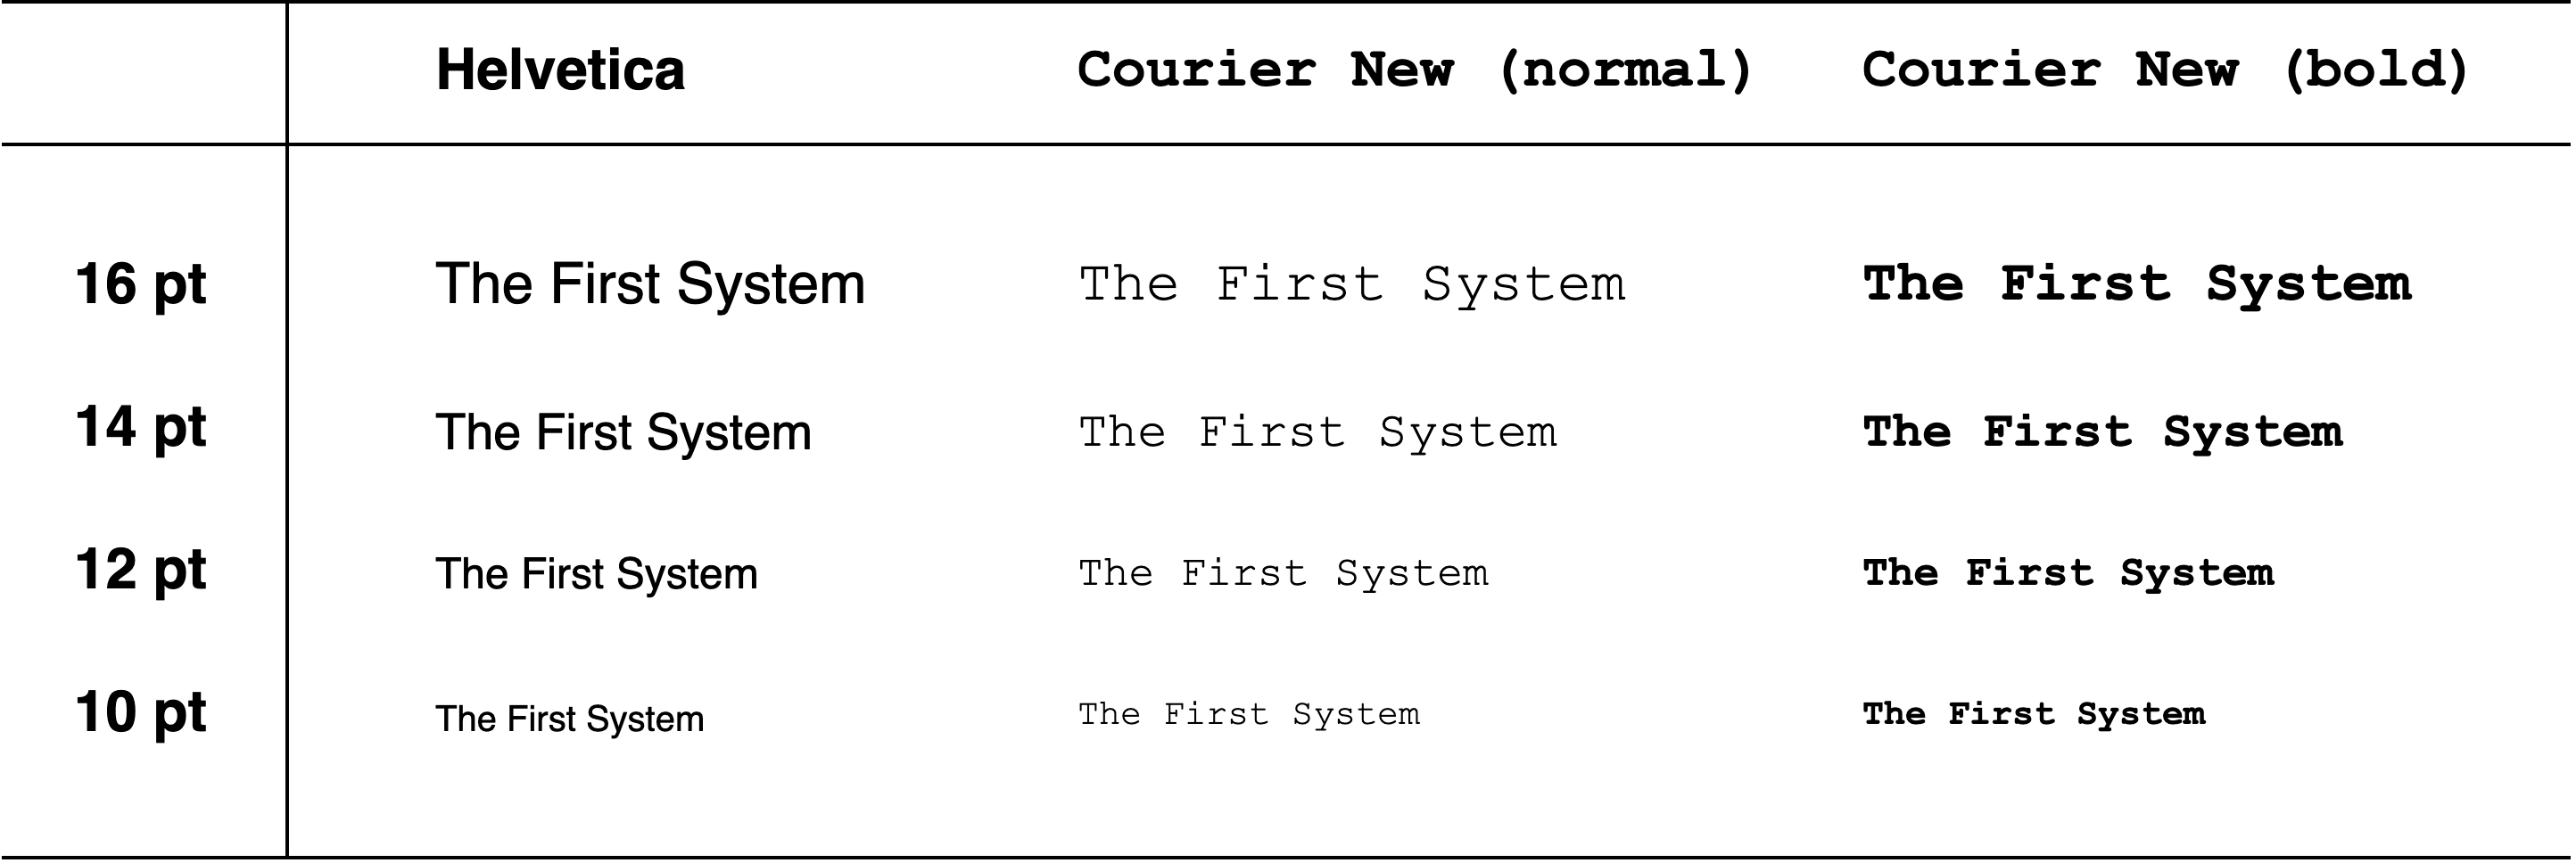 Helvetica Courier New (normal) Courier New (bold)
16 pt The First System The First System The First System
14 pt The First System The First System The First System
12 pt The First System The First System The First System
10 pt The First System The First System The First System